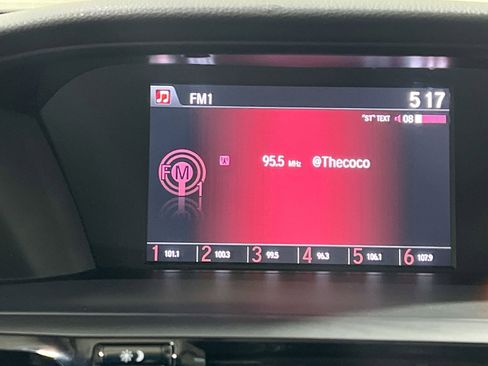 FM1 5 17
"ST" TEXT 08
FM 1
95.5 MHz @Thecoco
1 101.1 2 100.3 3 99.5 4 96.3 5 106.1 6 107.9